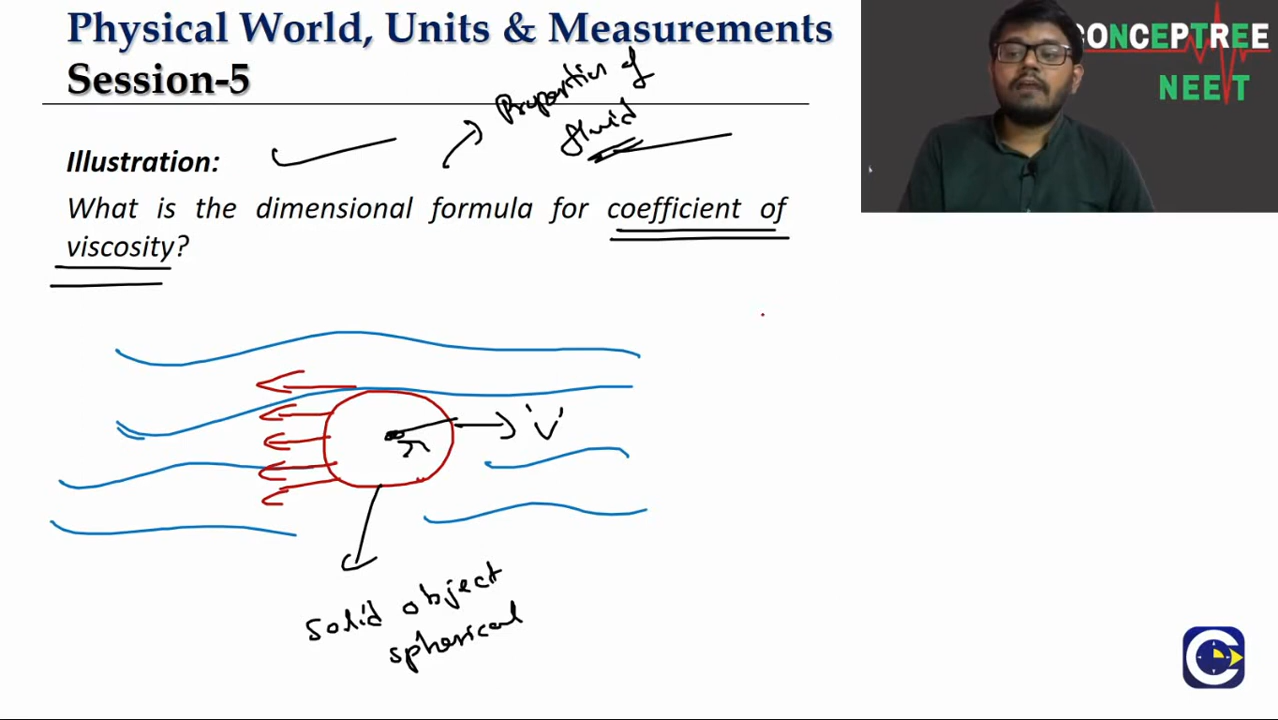 Physical World, Units & Measurements
Session-5
CONCEPTREE
NEET
Properties of
fluid
Illustration:
What is the dimensional formula for coefficient of
viscosity?
'v'
r
solid object
spherical